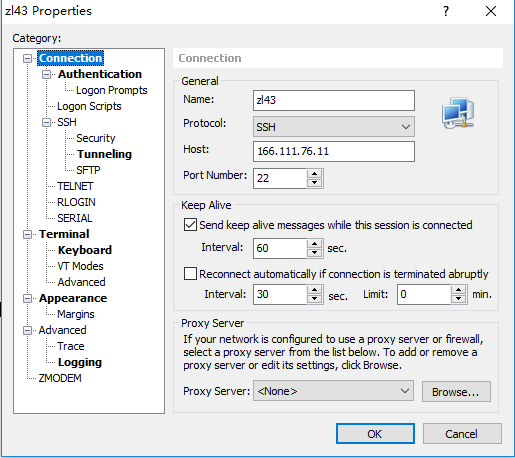 zl43 Properties
?
Category:
Connection
Authentication
Logon Prompts
Logon Scripts
SSH
Security
Tunneling
SFTP
TELNET
RLOGIN
SERIAL
Terminal
Keyboard
VT Modes
Advanced
Appearance
Margins
Advanced
Trace
Logging
ZMODEM
Connection
General
Name: zl43
Protocol: SSH
Host: 166.111.76.11
Port Number: 22
Keep Alive
Send keep alive messages while this session is connected
Interval: 60 sec.
Reconnect automatically if connection is terminated abruptly
Interval: 30 sec. Limit: 0 min.
Proxy Server
If your network is configured to use a proxy server or firewall,
select a proxy server from the list below. To add or remove a
proxy server or edit its settings, click Browse.
Proxy Server: <None> Browse...
OK Cancel